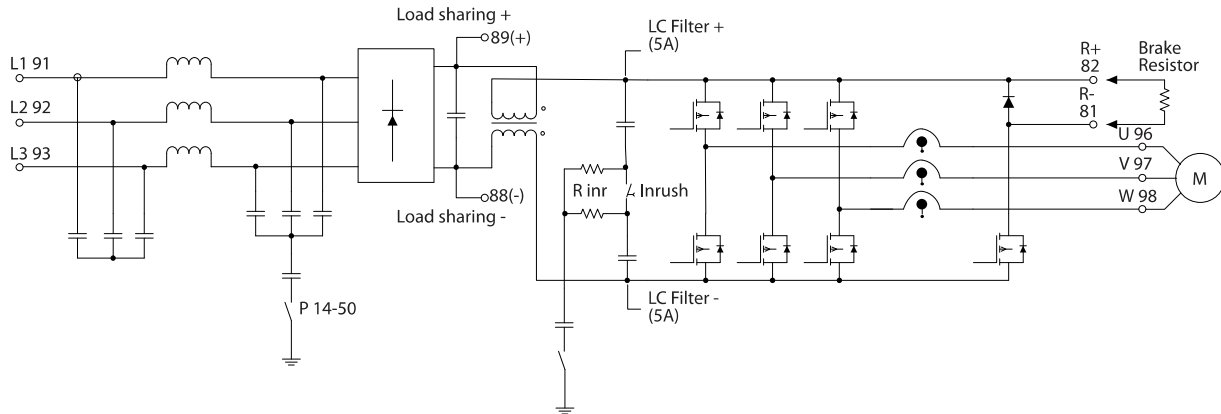 Load sharing +
89(+)
LC Filter +
(5A)
L1 91
L2 92
L3 93
R+
82
Brake
Resistor
R-
81
U 96
V 97
W 98
M
R inr
Inrush
88(-)
Load sharing -
P 14-50
LC Filter -
(5A)